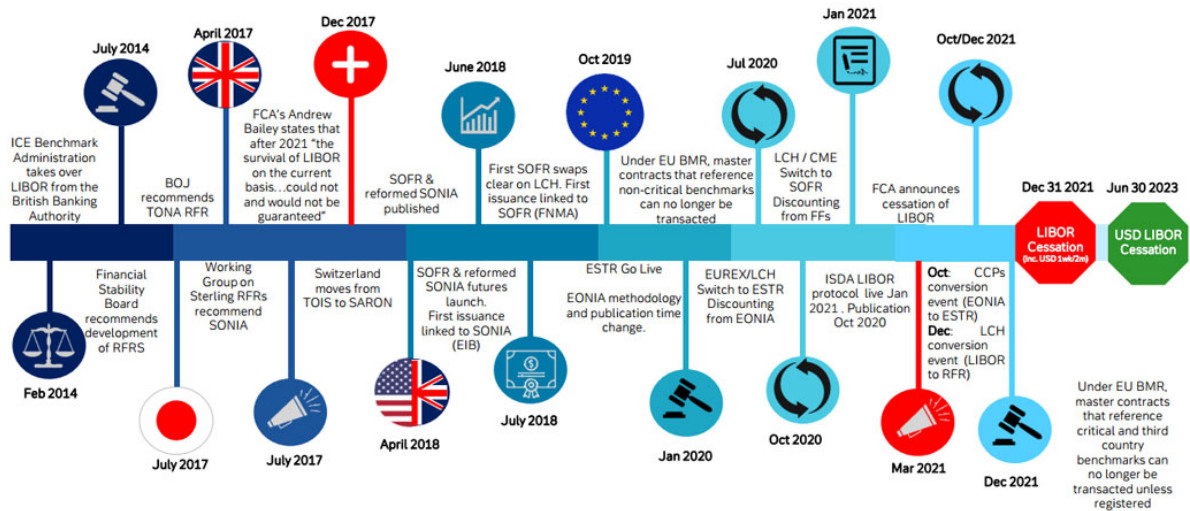 July 2014
April 2017
Dec 2017
June 2018
Oct 2019
Jul 2020
Jan 2021
Oct/Dec 2021
ICE Benchmark
Administration
takes over
LIBOR from the
British Banking
Authority
BOJ
recommends
TONA RFR
FCA's Andrew
Bailey states that
after 2021 "the
survival of LIBOR
on the current
basis...could not
and would not be
guaranteed"
SOFR &
reformed SONIA
published
First SOFR swaps
clear on LCH. First
issuance linked to
SOFR (FNMA)
Under EU BMR, master
contracts that reference
non-critical benchmarks
can no longer be
transacted
LCH / CME
Switch to
SOFR
Discounting
from FFs
FCA announces
cessation of
LIBOR
Dec 31 2021
Jun 30 2023
LIBOR
Cessation
(inc. USD 1wk/2m)
USD LIBOR
Cessation
Financial
Stability
Board
recommends
development
of RFRS
Working
Group on
Sterling RFRs
recommend
SONIA
Switzerland
moves from
TOIS to SARON
SOFR & reformed
SONIA futures
launch.
First issuance
linked to SONIA
(EIB)
ESTR Go Live
EONIA methodology
and publication time
change.
EUREX/LCH
Switch to ESTR
Discounting
from EONIA
ISDA LIBOR
protocol live Jan
2021 . Publication
Oct 2020
Oct: CCPs
conversion
event (EONIA
to ESTR)
Dec: LCH
conversion
event (LIBOR
to RFR)
Under EU BMR,
master contracts
that reference
critical and third
country
benchmarks can
no longer be
transacted unless
registered
Feb 2014
July 2017
July 2017
April 2018
July 2018
Jan 2020
Oct 2020
Mar 2021
Dec 2021